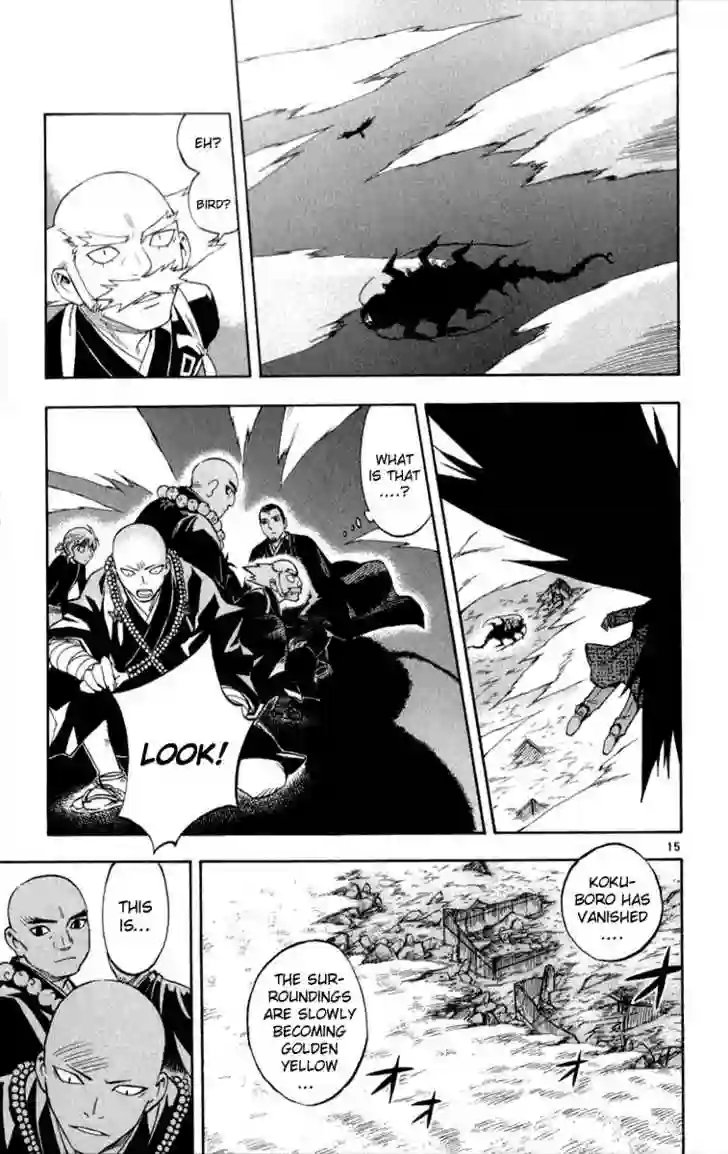 EH?
BIRD?
WHAT
IS THAT
....?
LOOK!
15
KOKU-
BORO HAS
VANISHED
....
THE SUR-
ROUNDINGS
ARE SLOWLY
BECOMING
GOLDEN
YELLOW
...
THIS
IS...